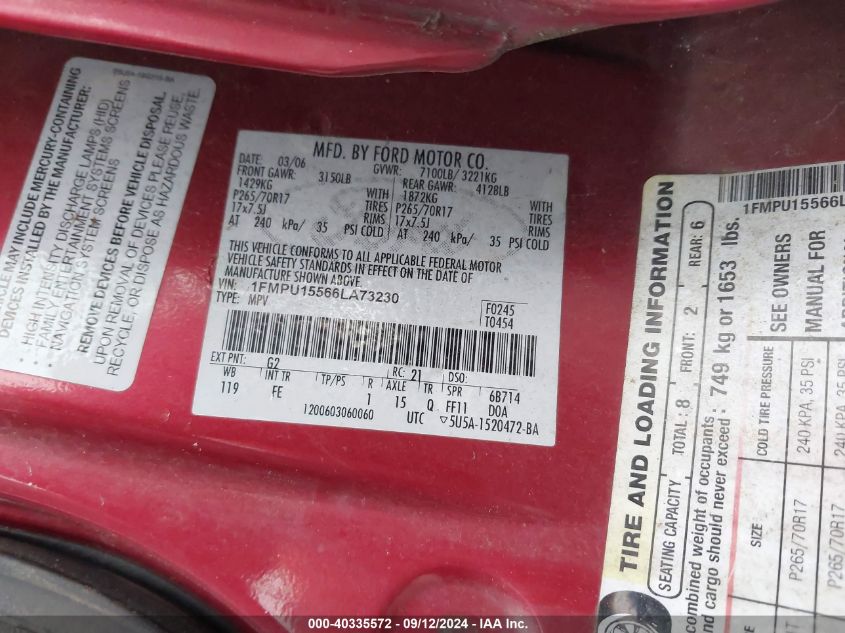 VEHICLE MAY INCLUDE MERCURY-CONTAINING
DEVICES INSTALLED BY THE MANUFACTURER:
HIGH INTENSITY DISCHARGE LAMPS (HID)
FAMILY ENTERTAINMENT SYSTEMS SCREENS
NAVIGATION SYSTEM SCREENS
REMOVE DEVICES BEFORE VEHICLE DISPOSAL.
UPON REMOVAL OF DEVICES PLEASE REUSE,
RECYCLE, OR DISPOSE AS HAZARDOUS WASTE.
MFD. BY FORD MOTOR CO.
DATE: 03/06 GVWR: 7100LB/ 3221KG
FRONT GAWR: 3150LB REAR GAWR: 4128LB
1429KG WITH 1872KG WITH
P265/70R17 TIRES P265/70R17 TIRES
17x7.5J RIMS 17x7.5J RIMS
AT 240 kPa/ 35 PSI COLD AT 240 kPa/ 35 PSI COLD
THIS VEHICLE CONFORMS TO ALL APPLICABLE FEDERAL MOTOR
VEHICLE SAFETY STANDARDS IN EFFECT ON THE DATE OF
MANUFACTURE SHOWN ABOVE.
VIN: 1FMPU15566LA73230
TYPE: MPV
F0245
T0454
EXT PNT: G2 RC: 21 DSO:
WB INT TR TP/PS R AXLE TR SPR 6B714
119 FE 1 15 Q FF11 DOA
1200603060060 UTC ▽5U5A-1520472-BA
1FMPU15566L
TIRE AND LOADING INFORMATION
SEATING CAPACITY TOTAL: 8 FRONT: 2 REAR: 6
combined weight of occupants
nd cargo should never exceed : 749 kg or 1653 lbs.
SIZE COLD TIRE PRESSURE SEE OWNERS
MANUAL FOR
P265/70R17 240 KPA, 35 PSI
P265/70R17 240 KPA, 35 PSI
000-40335572 - 09/12/2024 - IAA Inc.